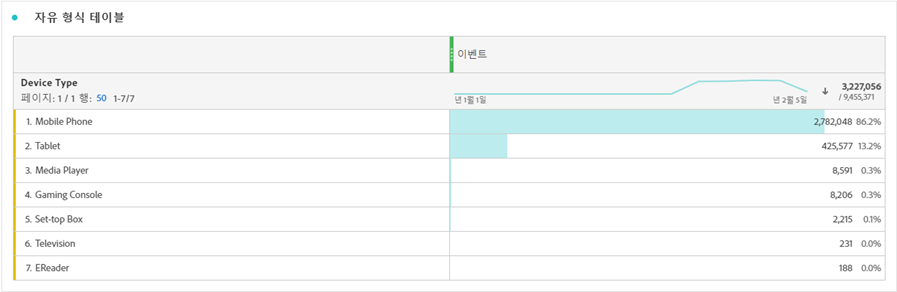 자유 형식 테이블
이벤트
Device Type
페이지: 1 / 1 행: 50 1-7/7
년 1월 1일
년 2월 5일
3,227,056
/ 9,455,371
1. Mobile Phone 2,782,048 86.2%
2. Tablet 425,577 13.2%
3. Media Player 8,591 0.3%
4. Gaming Console 8,206 0.3%
5. Set-top Box 2,215 0.1%
6. Television 231 0.0%
7. EReader 188 0.0%